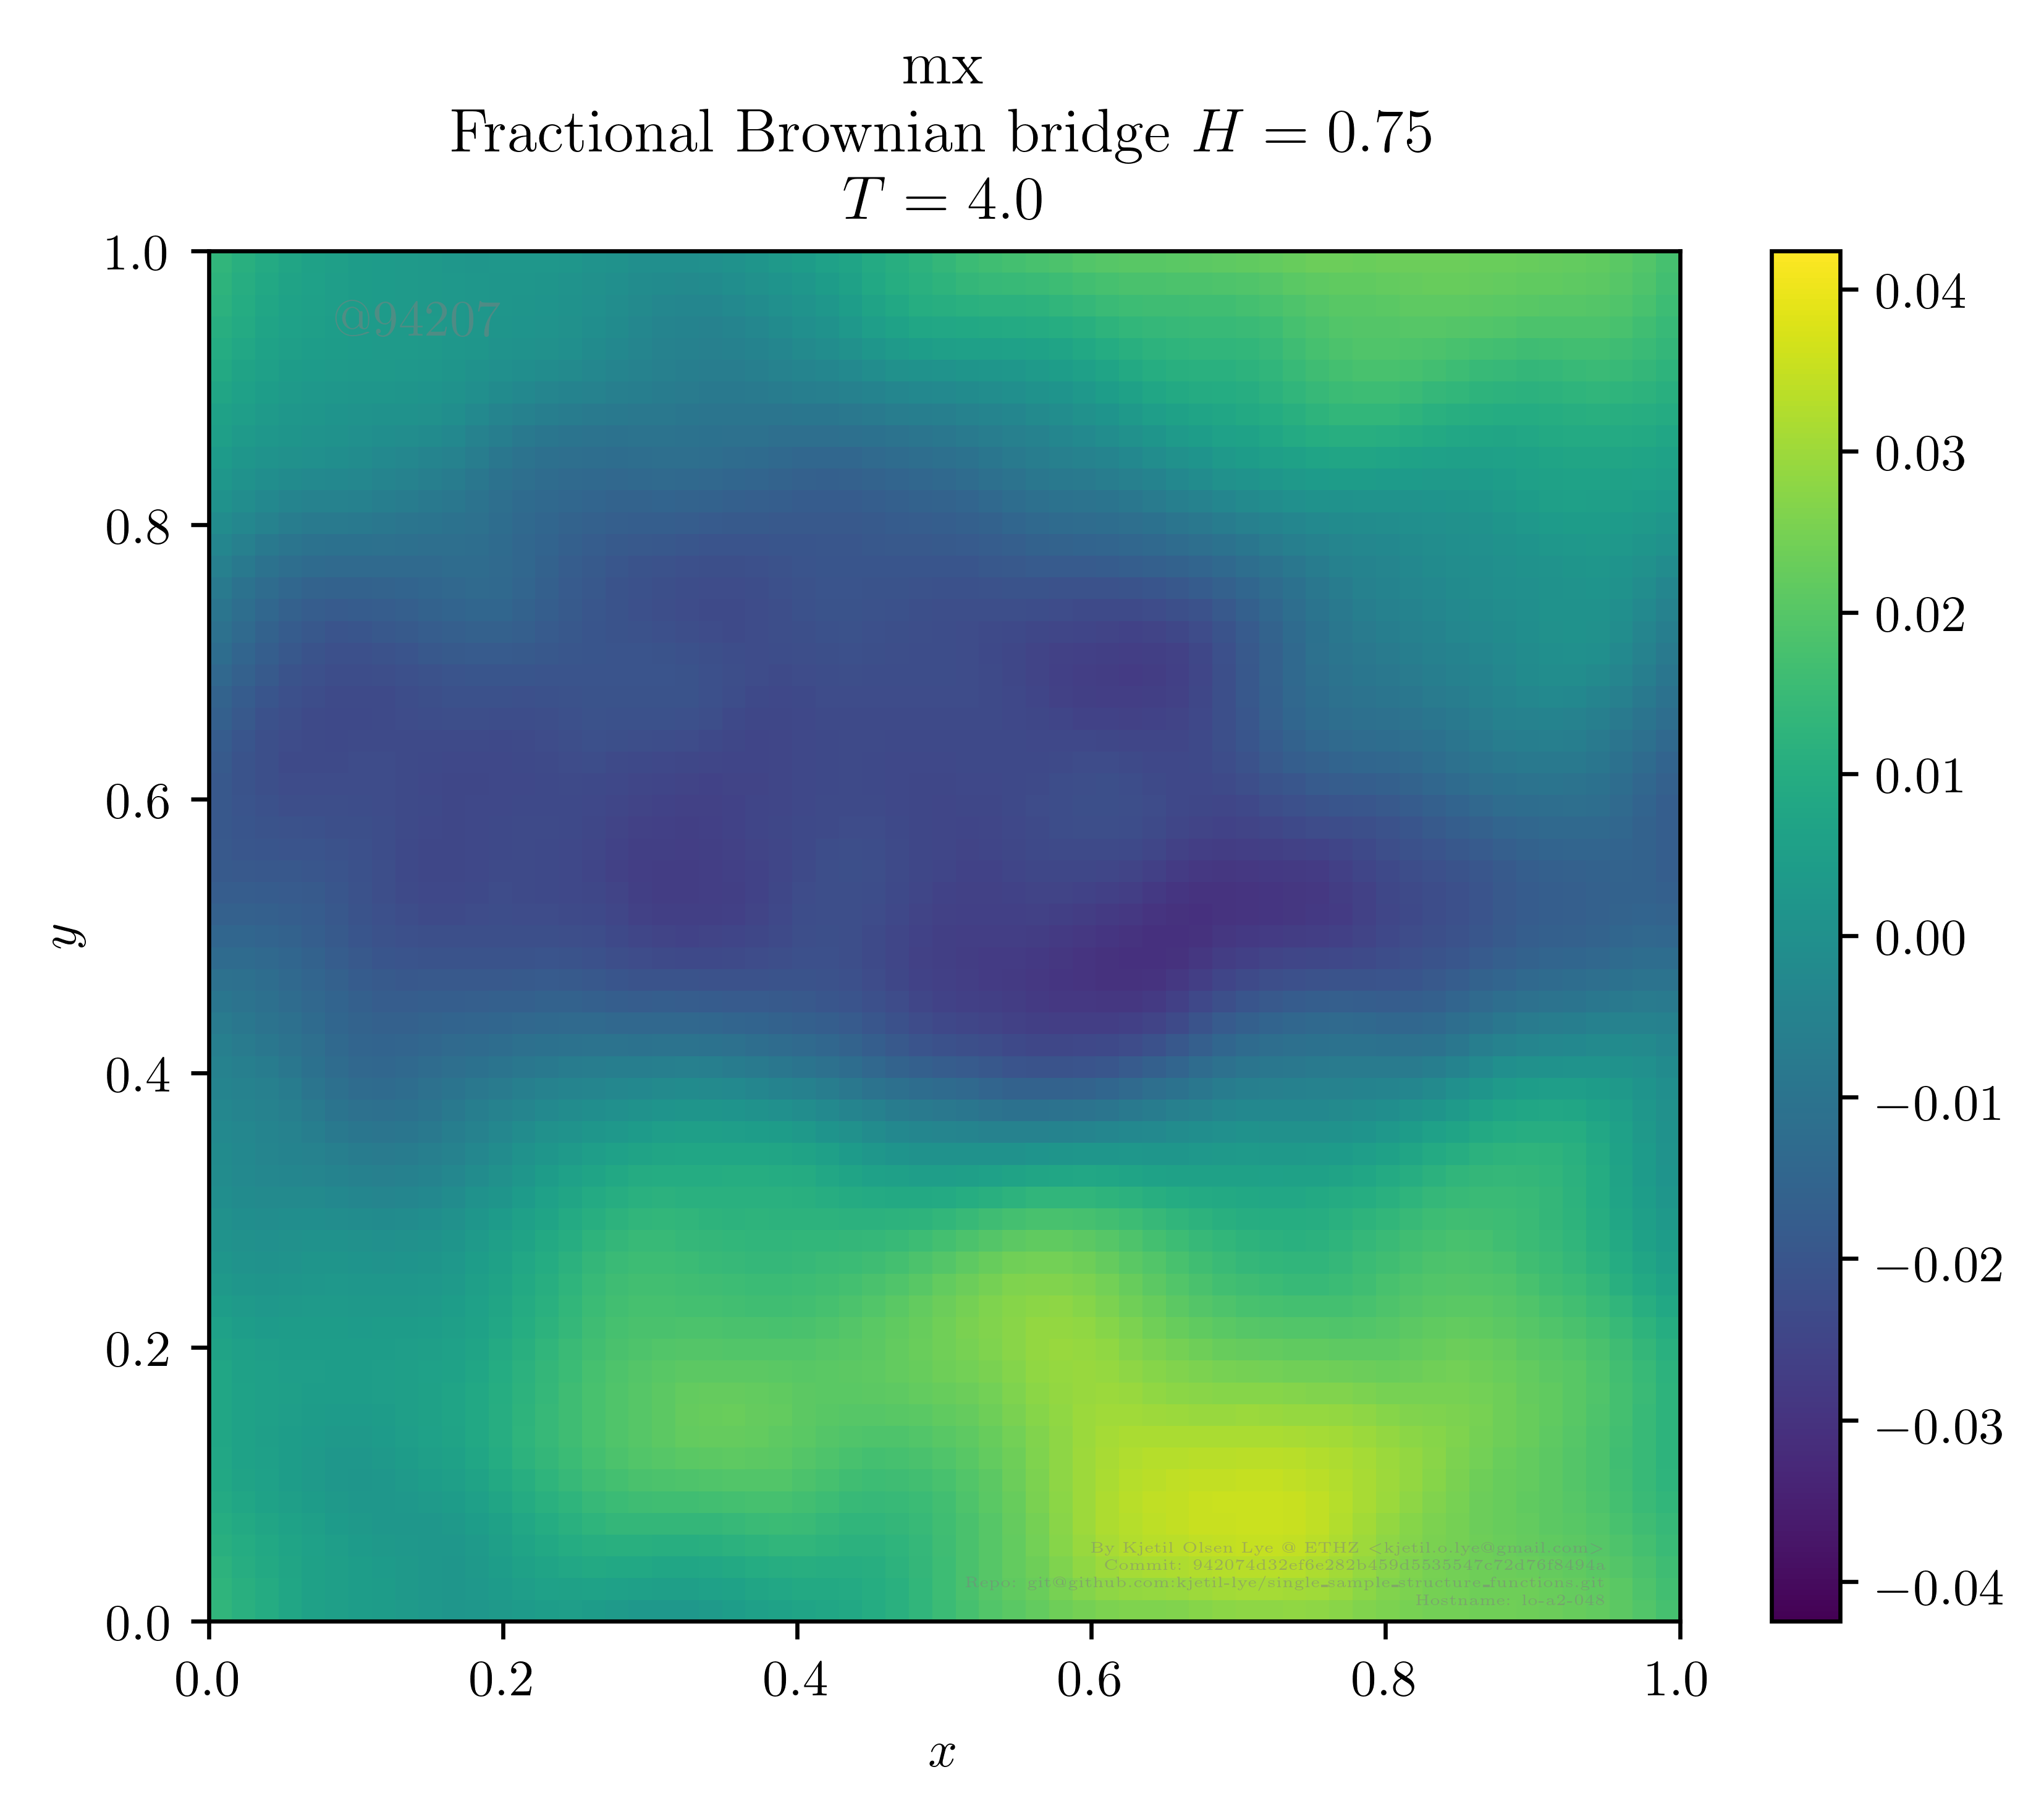 mx
Fractional Brownian bridge H = 0.75
T = 4.0
1.0
0.8
0.6
0.4
0.2
0.0
y
@94207
By Kjetil Olsen Lye @ ETHZ <kjetil.o.lye@gmail.com>
Commit: 942074d32ef6e282b459d5535547c72d76f8494a
Repo: git@github.com:kjetil-lye/single_sample_structure_functions.git
Hostname: lo-a2-048
0.0 0.2 0.4 0.6 0.8 1.0
x
0.04
0.03
0.02
0.01
0.00
−0.01
−0.02
−0.03
−0.04